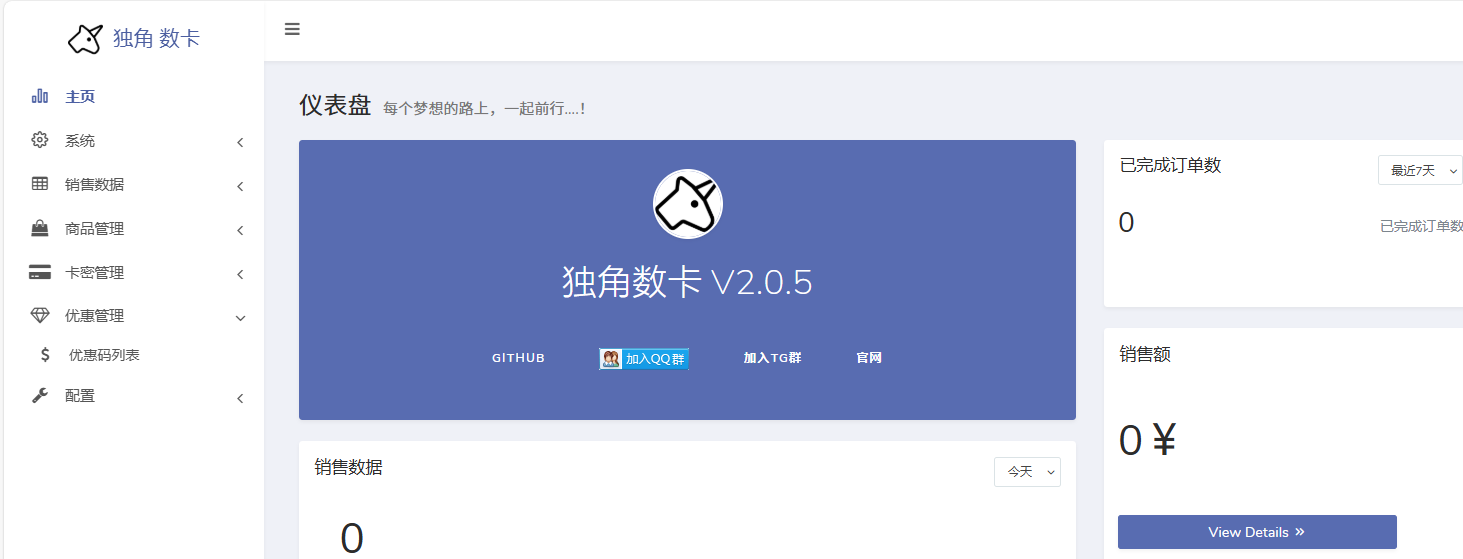 独角 数卡
主页
系统
销售数据
商品管理
卡密管理
优惠管理
优惠码列表
配置
仪表盘 每个梦想的路上，一起前行....!
独角数卡 V2.0.5
GITHUB 加入QQ群 加入TG群 官网
销售数据 今天
0
已完成订单数 最近7天
0 已完成订单数
销售额
0 ¥
View Details »